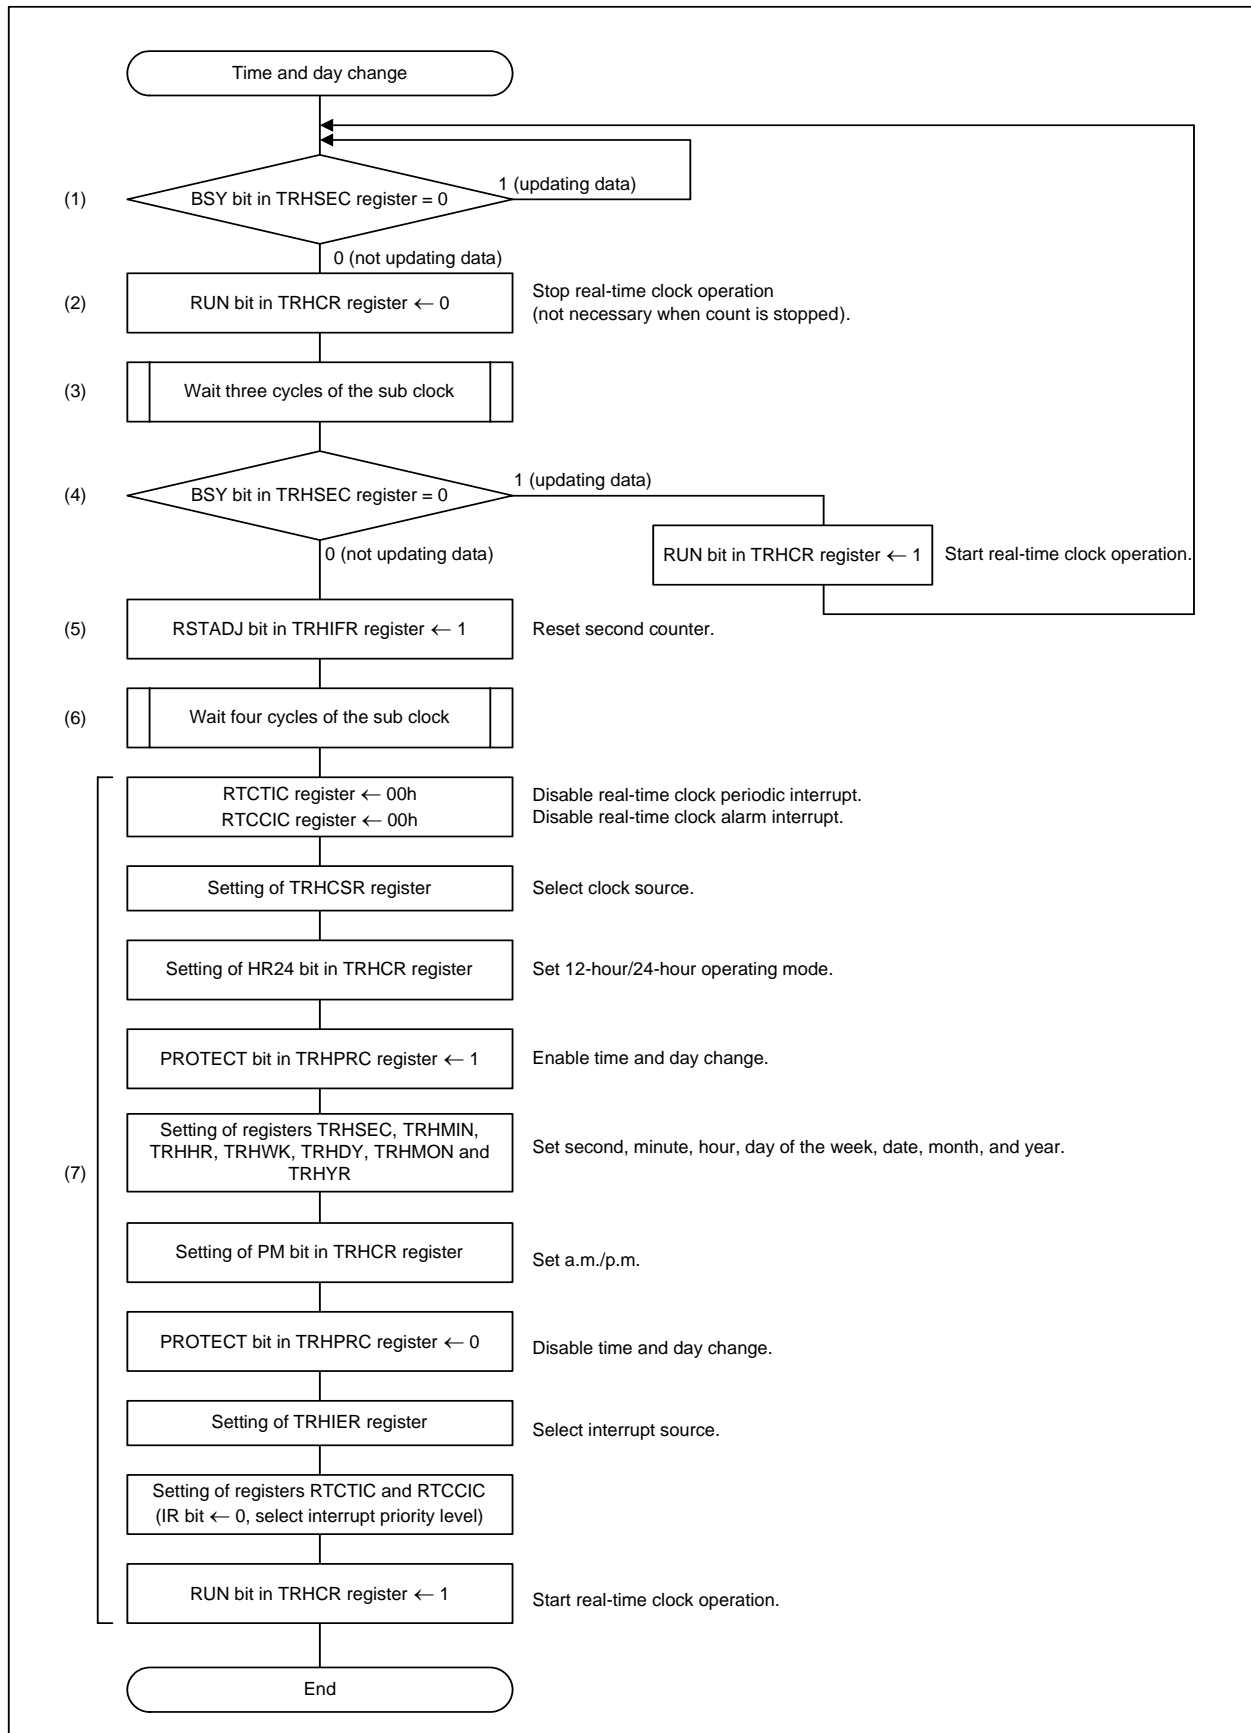 Time and day change
(1)
BSY bit in TRHSEC register = 0
1 (updating data)
0 (not updating data)
(2)
RUN bit in TRHCR register ← 0
Stop real-time clock operation
(not necessary when count is stopped).
(3)
Wait three cycles of the sub clock
(4)
BSY bit in TRHSEC register = 0
1 (updating data)
0 (not updating data)
RUN bit in TRHCR register ← 1
Start real-time clock operation.
(5)
RSTADJ bit in TRHIFR register ← 1
Reset second counter.
(6)
Wait four cycles of the sub clock
(7)
RTCTIC register ← 00h
RTCCIC register ← 00h
Disable real-time clock periodic interrupt.
Disable real-time clock alarm interrupt.
Setting of TRHCSR register
Select clock source.
Setting of HR24 bit in TRHCR register
Set 12-hour/24-hour operating mode.
PROTECT bit in TRHPRC register ← 1
Enable time and day change.
Setting of registers TRHSEC, TRHMIN,
TRHHR, TRHWK, TRHDY, TRHMON and
TRHYR
Set second, minute, hour, day of the week, date, month, and year.
Setting of PM bit in TRHCR register
Set a.m./p.m.
PROTECT bit in TRHPRC register ← 0
Disable time and day change.
Setting of TRHIER register
Select interrupt source.
Setting of registers RTCTIC and RTCCIC
(IR bit ← 0, select interrupt priority level)
RUN bit in TRHCR register ← 1
Start real-time clock operation.
End